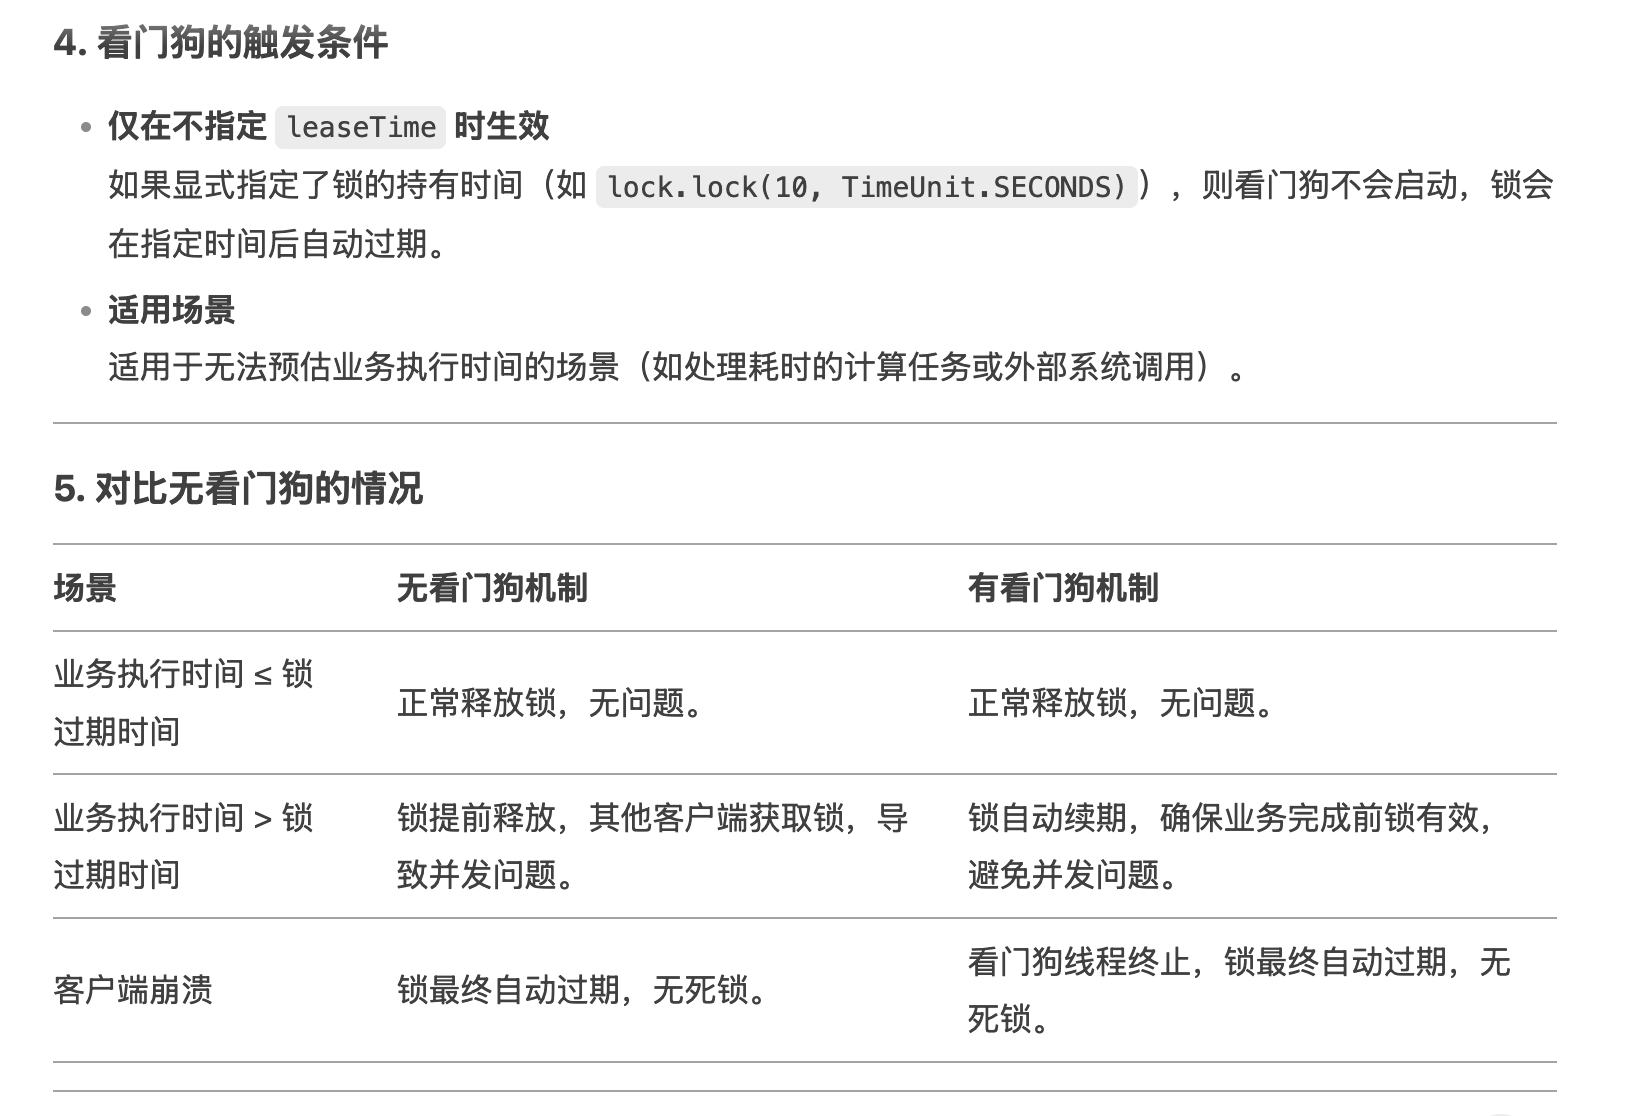 4. 看门狗的触发条件
仅在不指定 leaseTime 时生效
如果显式指定了锁的持有时间（如 lock.lock(10, TimeUnit.SECONDS)），则看门狗不会启动，锁会
在指定时间后自动过期。
适用场景
适用于无法预估业务执行时间的场景（如处理耗时的计算任务或外部系统调用）。
5. 对比无看门狗的情况
场景 无看门狗机制 有看门狗机制
业务执行时间 ≤ 锁
过期时间
正常释放锁，无问题。
正常释放锁，无问题。
业务执行时间 > 锁
过期时间
锁提前释放，其他客户端获取锁，导
致并发问题。
锁自动续期，确保业务完成前锁有效，
避免并发问题。
客户端崩溃
锁最终自动过期，无死锁。
看门狗线程终止，锁最终自动过期，无
死锁。